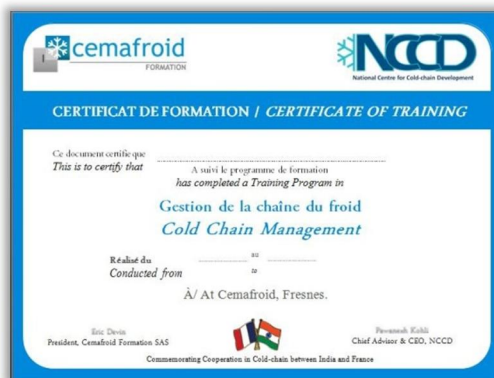 cemafroid
FORMATION
NCCD
National Centre for Cold-chain Development
CERTIFICAT DE FORMATION / CERTIFICATE OF TRAINING
Ce document certifie que
This is to certify that
A suivi le programme de formation
has completed a Training Program in
Gestion de la chaîne du froid
Cold Chain Management
Réalisé du au
Conducted from to
À/ At Cemafroid, Fresnes.
Eric Devin
President, Cemafroid Formation SAS
Pawanexh Kohli
Chief Advisor & CEO, NCCD
Commemorating Cooperation in Cold-chain between India and France